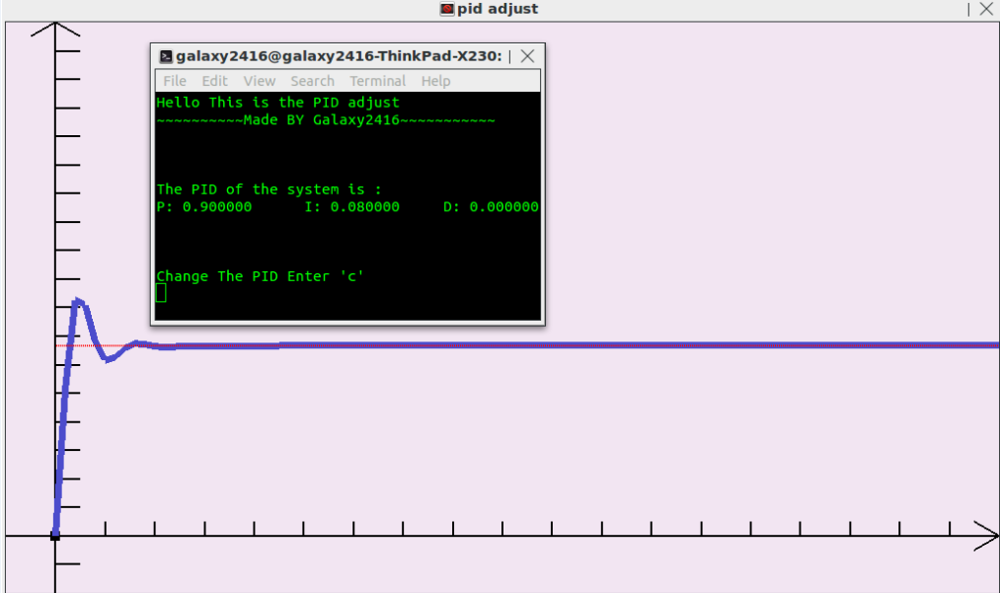 pid adjust
galaxy2416@galaxy2416-ThinkPad-X230:
File Edit View Search Terminal Help
Hello This is the PID adjust
~~~~~~~~~~Made BY Galaxy2416~~~~~~~~~~~
The PID of the system is :
P: 0.900000 I: 0.080000 D: 0.000000
Change The PID Enter 'c'